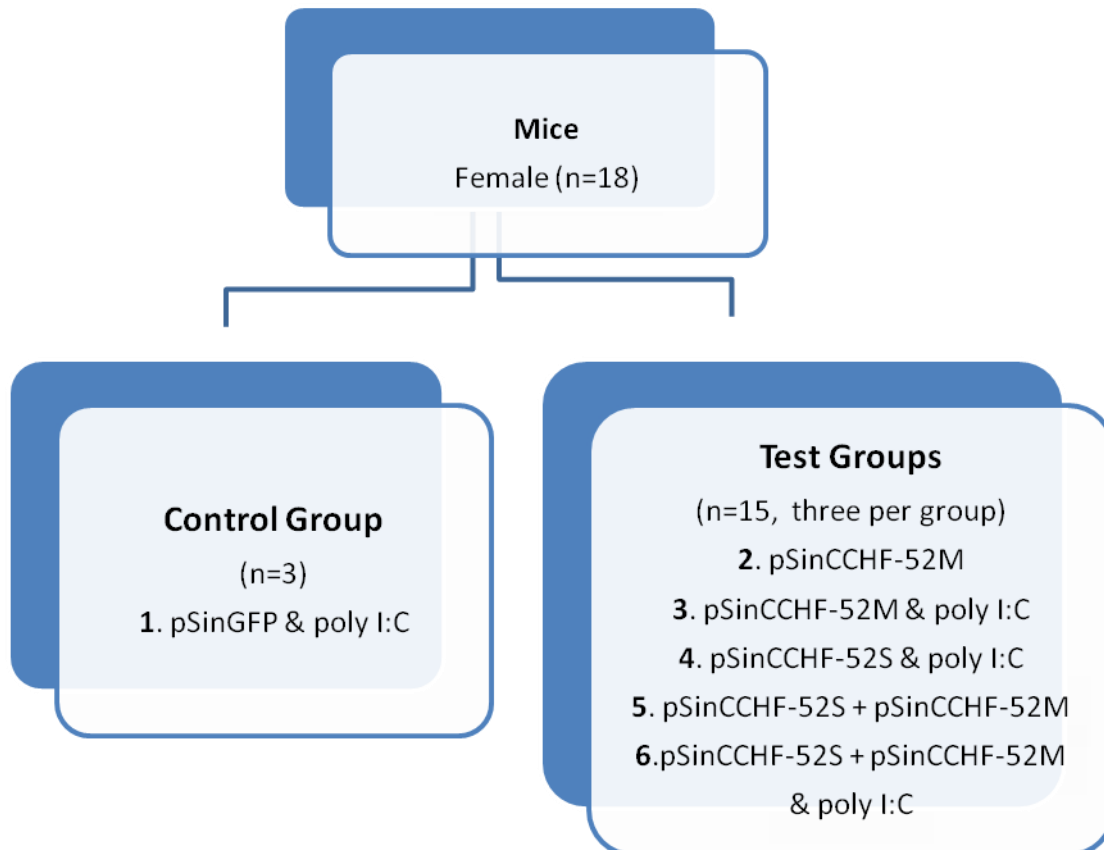 Mice
Female (n=18)
Control Group
(n=3)
1. pSinGFP & poly I:C
Test Groups
(n=15, three per group)
2. pSinCCHF-52M
3. pSinCCHF-52M & poly I:C
4. pSinCCHF-52S & poly I:C
5. pSinCCHF-52S + pSinCCHF-52M
6.pSinCCHF-52S + pSinCCHF-52M
& poly I:C